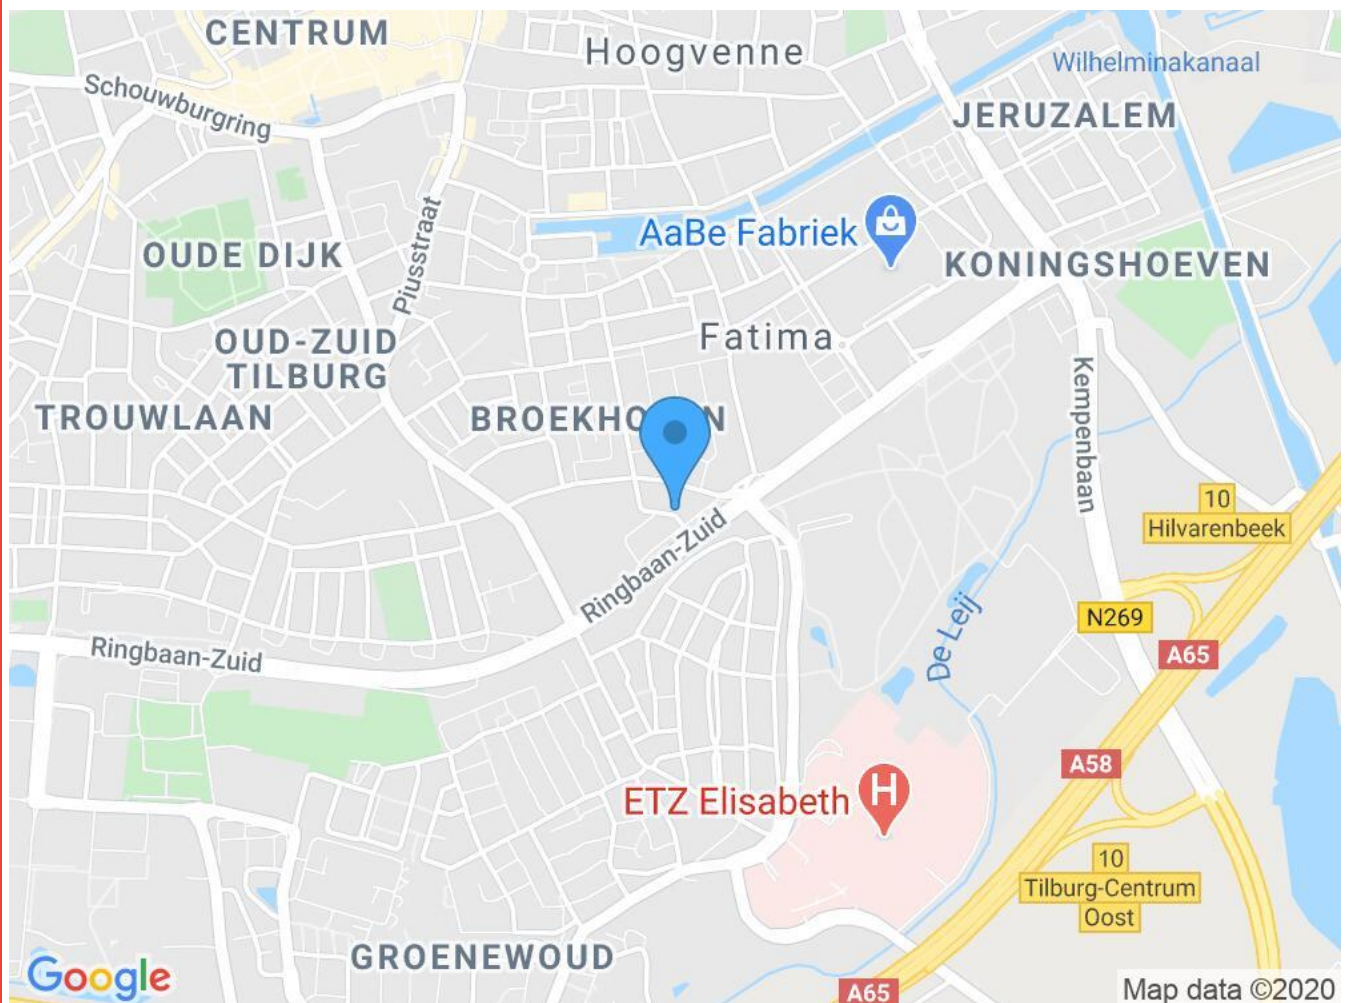 CENTRUM
Hoogvenne
Wilhelminakanaal
Schouwburgring
JERUZALEM
Piusstraat
AaBe Fabriek
OUDE DIJK
KONINGSHOEVEN
OUD-ZUID
TILBURG
Fatima
TROUWLAAN
BROEKHO
N
Kempenbaan
10
Hilvarenbeek
Ringbaan-Zuid
De Leij
N269
A65
Ringbaan-Zuid
A58
ETZ Elisabeth
H
10
Tilburg-Centrum
Oost
GROENEWOUD
Google
A65
Map data ©2020